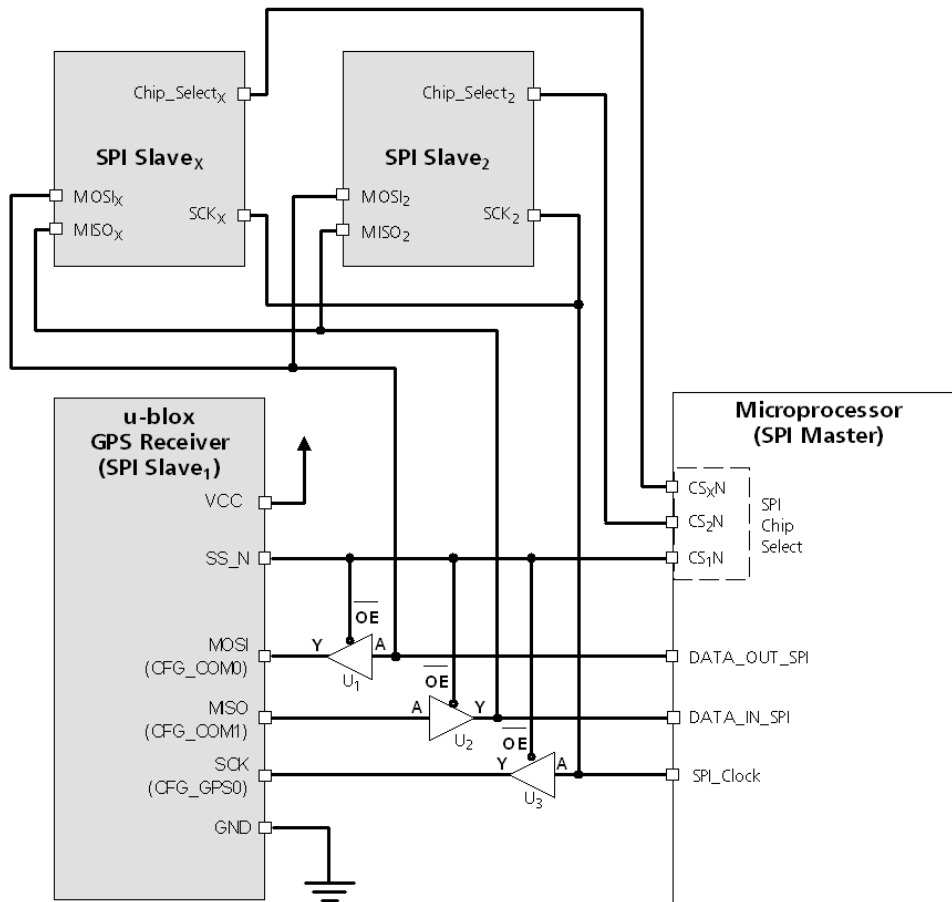 Chip_SelectX
SPI SlaveX
MOSIX
MISOX
SCKX
Chip_Select2
SPI Slave2
MOSI2
MISO2
SCK2
u-blox
GPS Receiver
(SPI Slave1)
VCC
SS_N
MOSI
(CFG_COM0)
MISO
(CFG_COM1)
SCK
(CFG_GPS0)
GND
OE
Y
A
U1
OE
A
Y
U2
OE
Y
A
U3
Microprocessor
(SPI Master)
CSXN
CS2N
CS1N
SPI
Chip
Select
DATA_OUT_SPI
DATA_IN_SPI
SPI_Clock